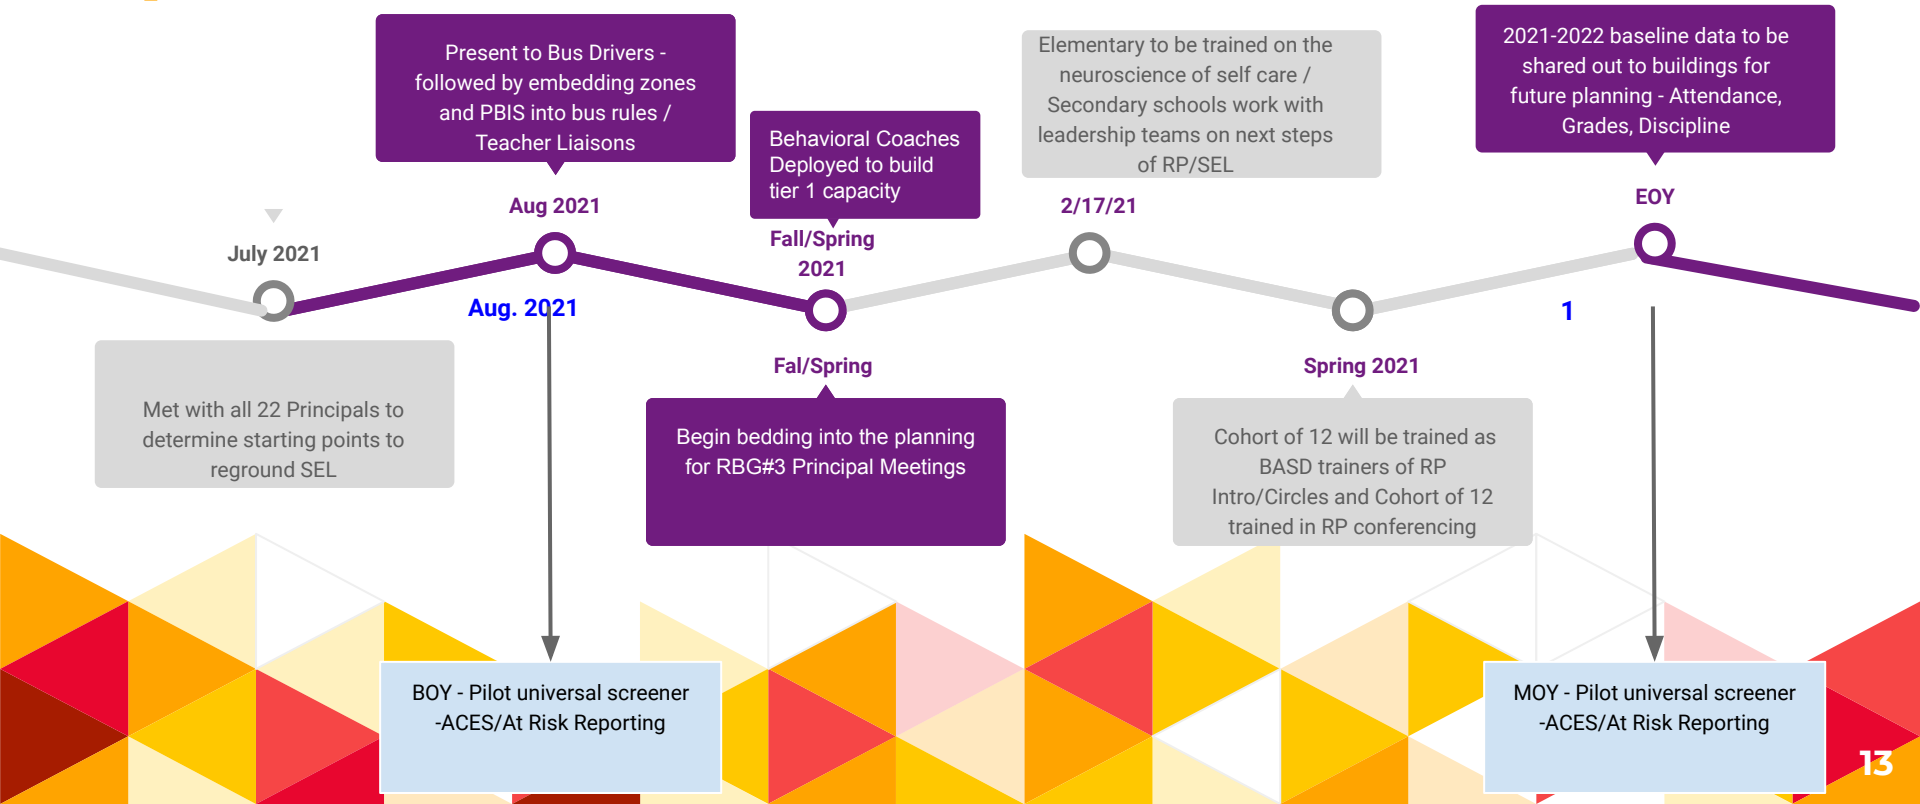 Present to Bus Drivers -
followed by embedding zones
and PBIS into bus rules /
Teacher Liaisons
Behavioral Coaches
Deployed to build
tier 1 capacity
Elementary to be trained on the
neuroscience of self care /
Secondary schools work with
leadership teams on next steps
of RP/SEL
2021-2022 baseline data to be
shared out to buildings for
future planning - Attendance,
Grades, Discipline
July 2021
Aug 2021
Fall/Spring
2021
2/17/21
EOY
Aug. 2021
1
Fal/Spring
Spring 2021
Met with all 22 Principals to
determine starting points to
reground SEL
Begin bedding into the planning
for RBG#3 Principal Meetings
Cohort of 12 will be trained as
BASD trainers of RP
Intro/Circles and Cohort of 12
trained in RP conferencing
BOY - Pilot universal screener
-ACES/At Risk Reporting
MOY - Pilot universal screener
-ACES/At Risk Reporting
13